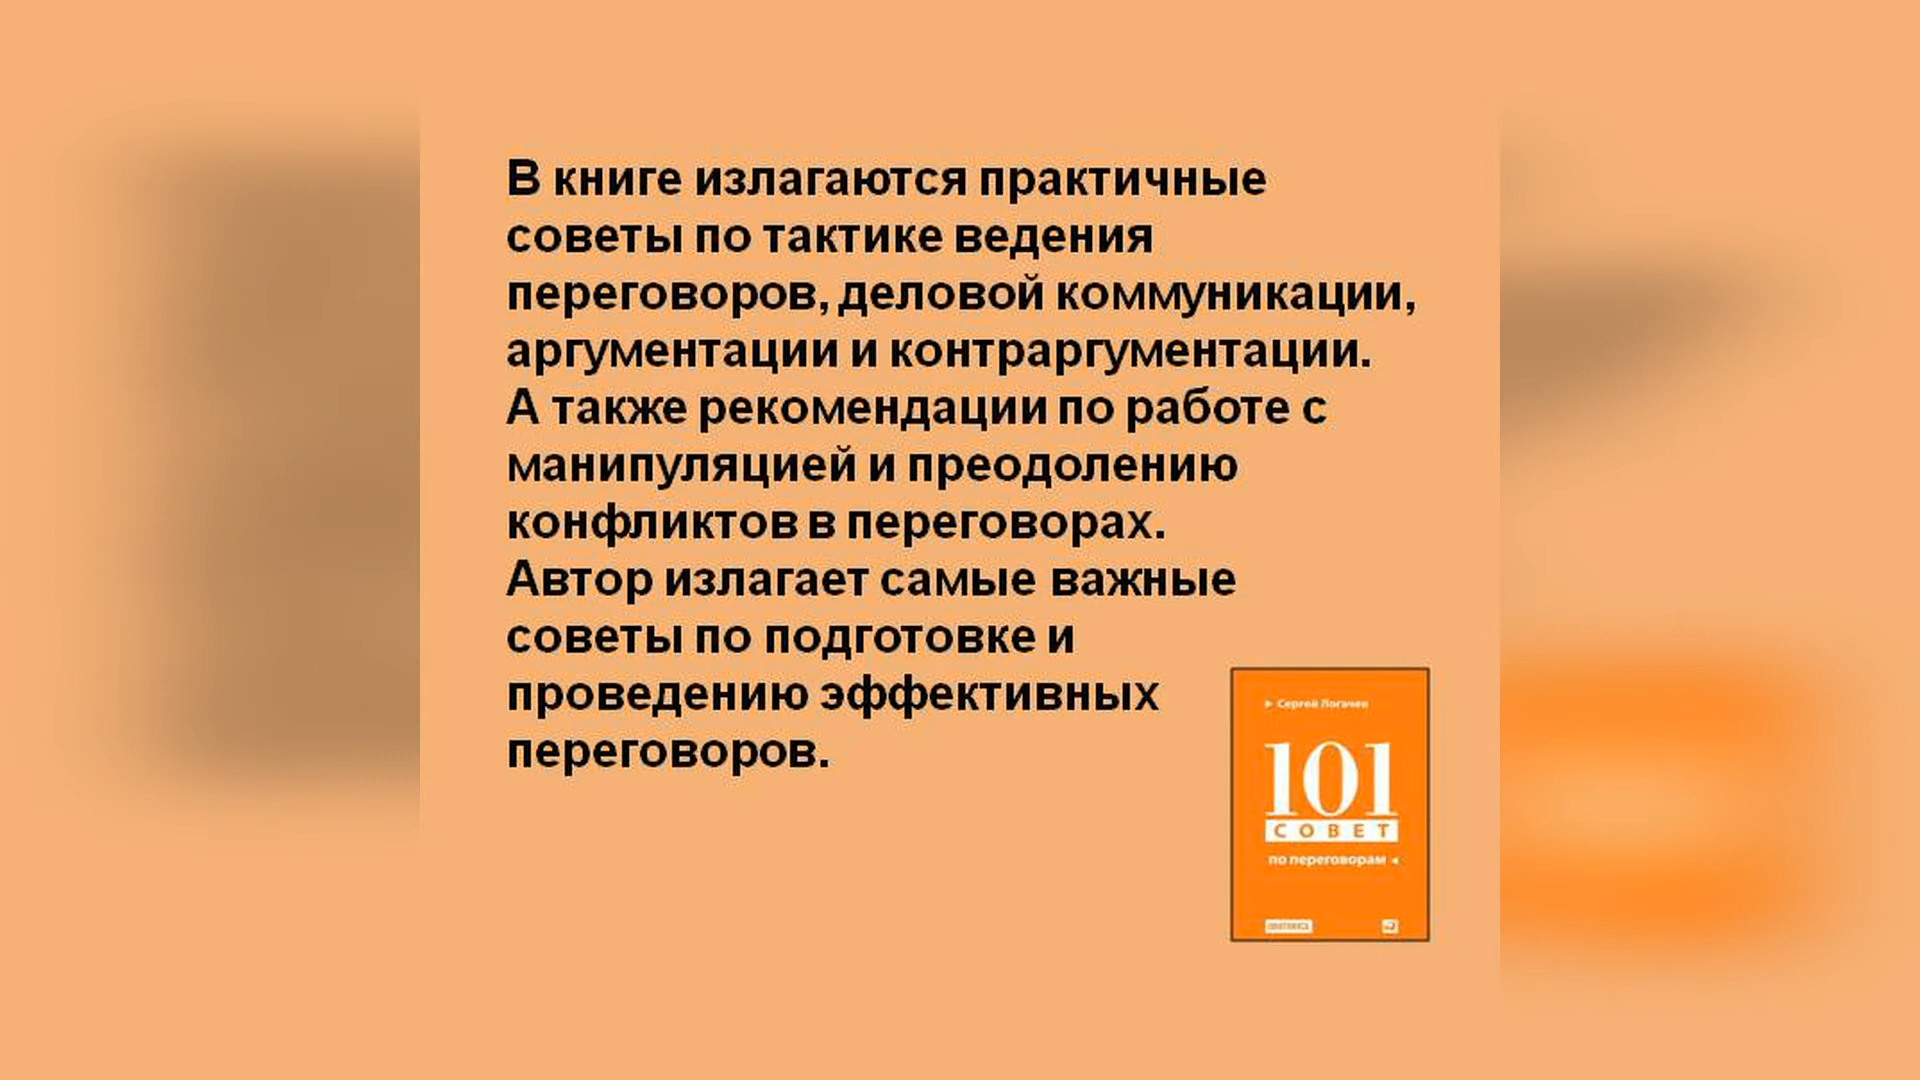 В книге излагаются практичные
советы по тактике ведения
переговоров, деловой коммуникации,
аргументации и контраргументации.
А также рекомендации по работе с
манипуляцией и преодолению
конфликтов в переговорах.
Автор излагает самые важные
советы по подготовке и
проведению эффективных
переговоров.
Сергей Логачев
101
СОВЕТ
по переговорам